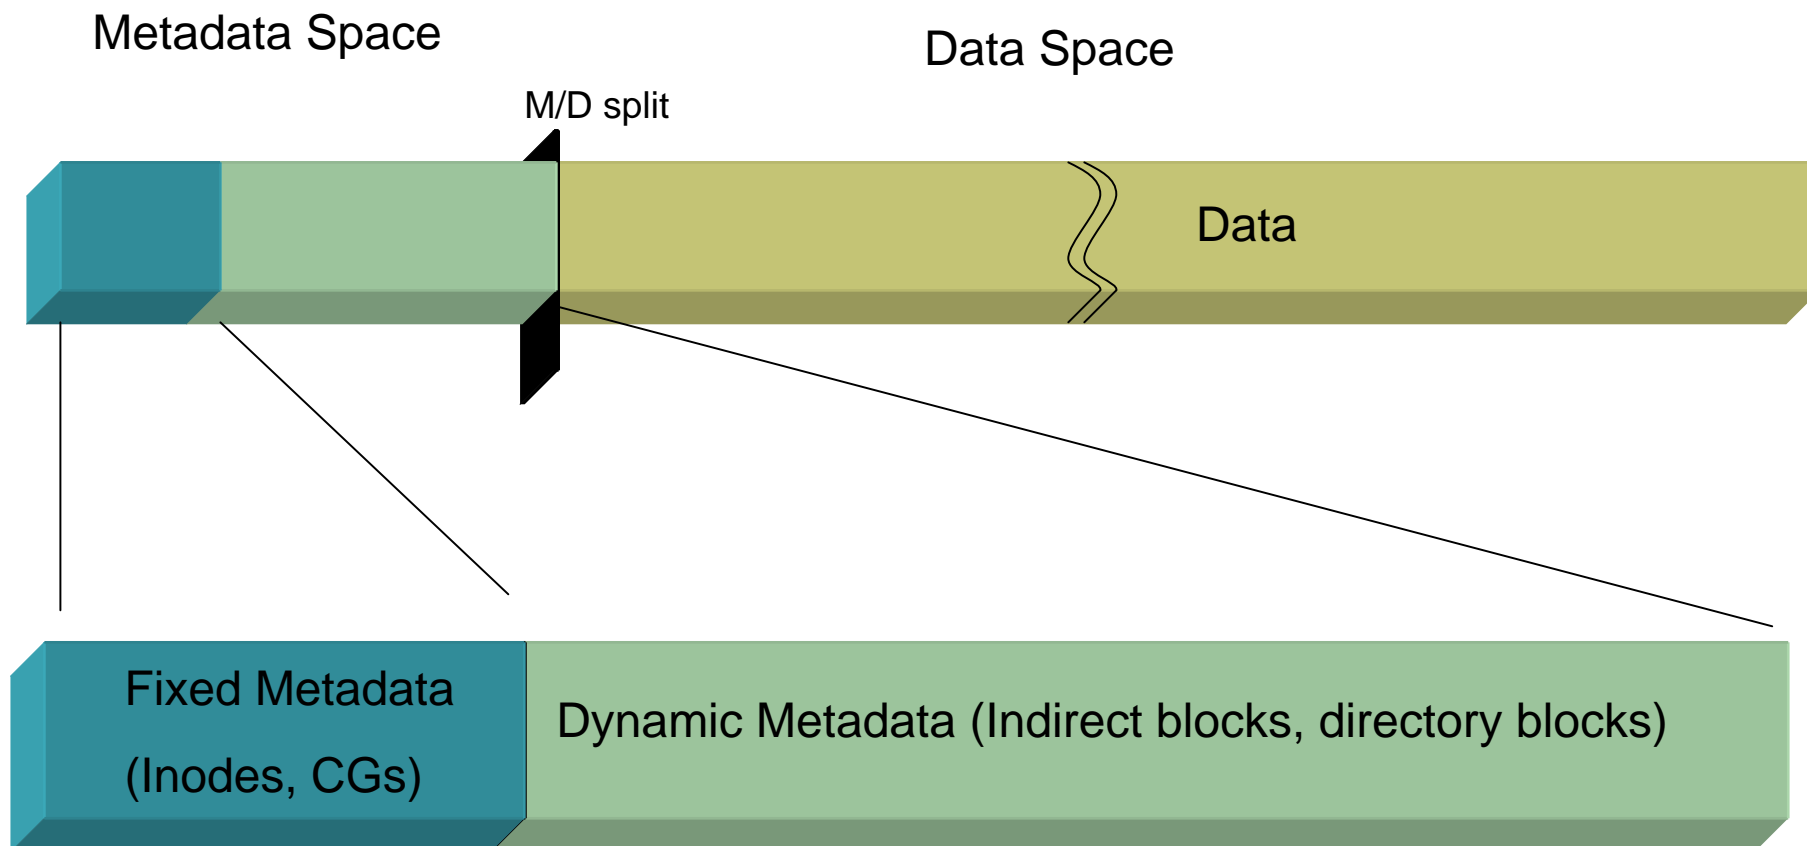 Metadata Space
Data Space
M/D split
Data
Fixed Metadata
(Inodes, CGs)
Dynamic Metadata (Indirect blocks, directory blocks)